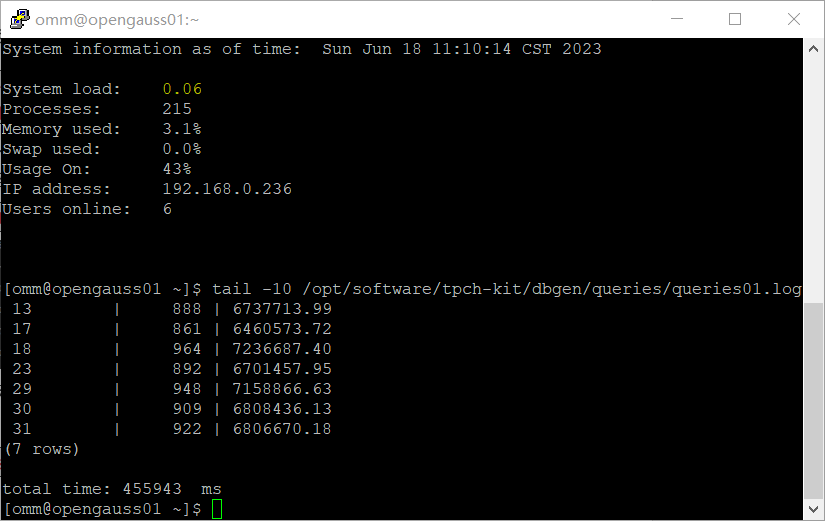 omm@opengauss01:~
System information as of time:  Sun Jun 18 11:10:14 CST 2023
System load:    0.06
Processes:      215
Memory used:    3.1%
Swap used:      0.0%
Usage On:       43%
IP address:     192.168.0.236
Users online:   6
[omm@opengauss01 ~]$ tail -10 /opt/software/tpch-kit/dbgen/queries/queries01.log
 13        |     888 | 6737713.99
 17        |     861 | 6460573.72
 18        |     964 | 7236687.40
 23        |     892 | 6701457.95
 29        |     948 | 7158866.63
 30        |     909 | 6808436.13
 31        |     922 | 6806670.18
(7 rows)
total time: 455943  ms
[omm@opengauss01 ~]$